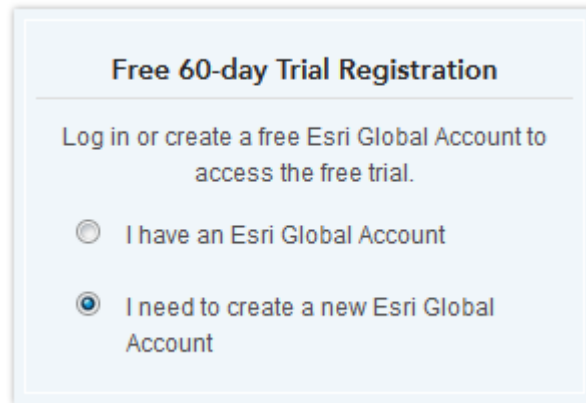 Free 60-day Trial Registration
Log in or create a free Esri Global Account to
access the free trial.
I have an Esri Global Account
I need to create a new Esri Global
Account